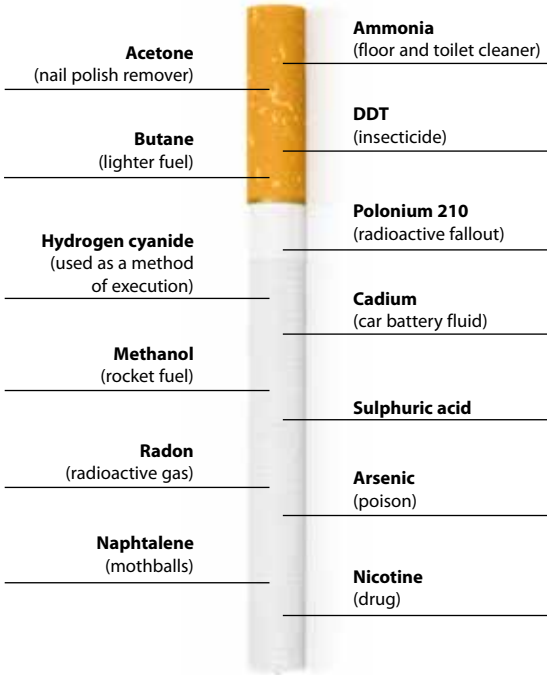 Acetone
(nail polish remover)
Butane
(lighter fuel)
Hydrogen cyanide
(used as a method
of execution)
Methanol
(rocket fuel)
Radon
(radioactive gas)
Naphtalene
(mothballs)
Ammonia
(floor and toilet cleaner)
DDT
(insecticide)
Polonium 210
(radioactive fallout)
Cadium
(car battery fluid)
Sulphuric acid
Arsenic
(poison)
Nicotine
(drug)